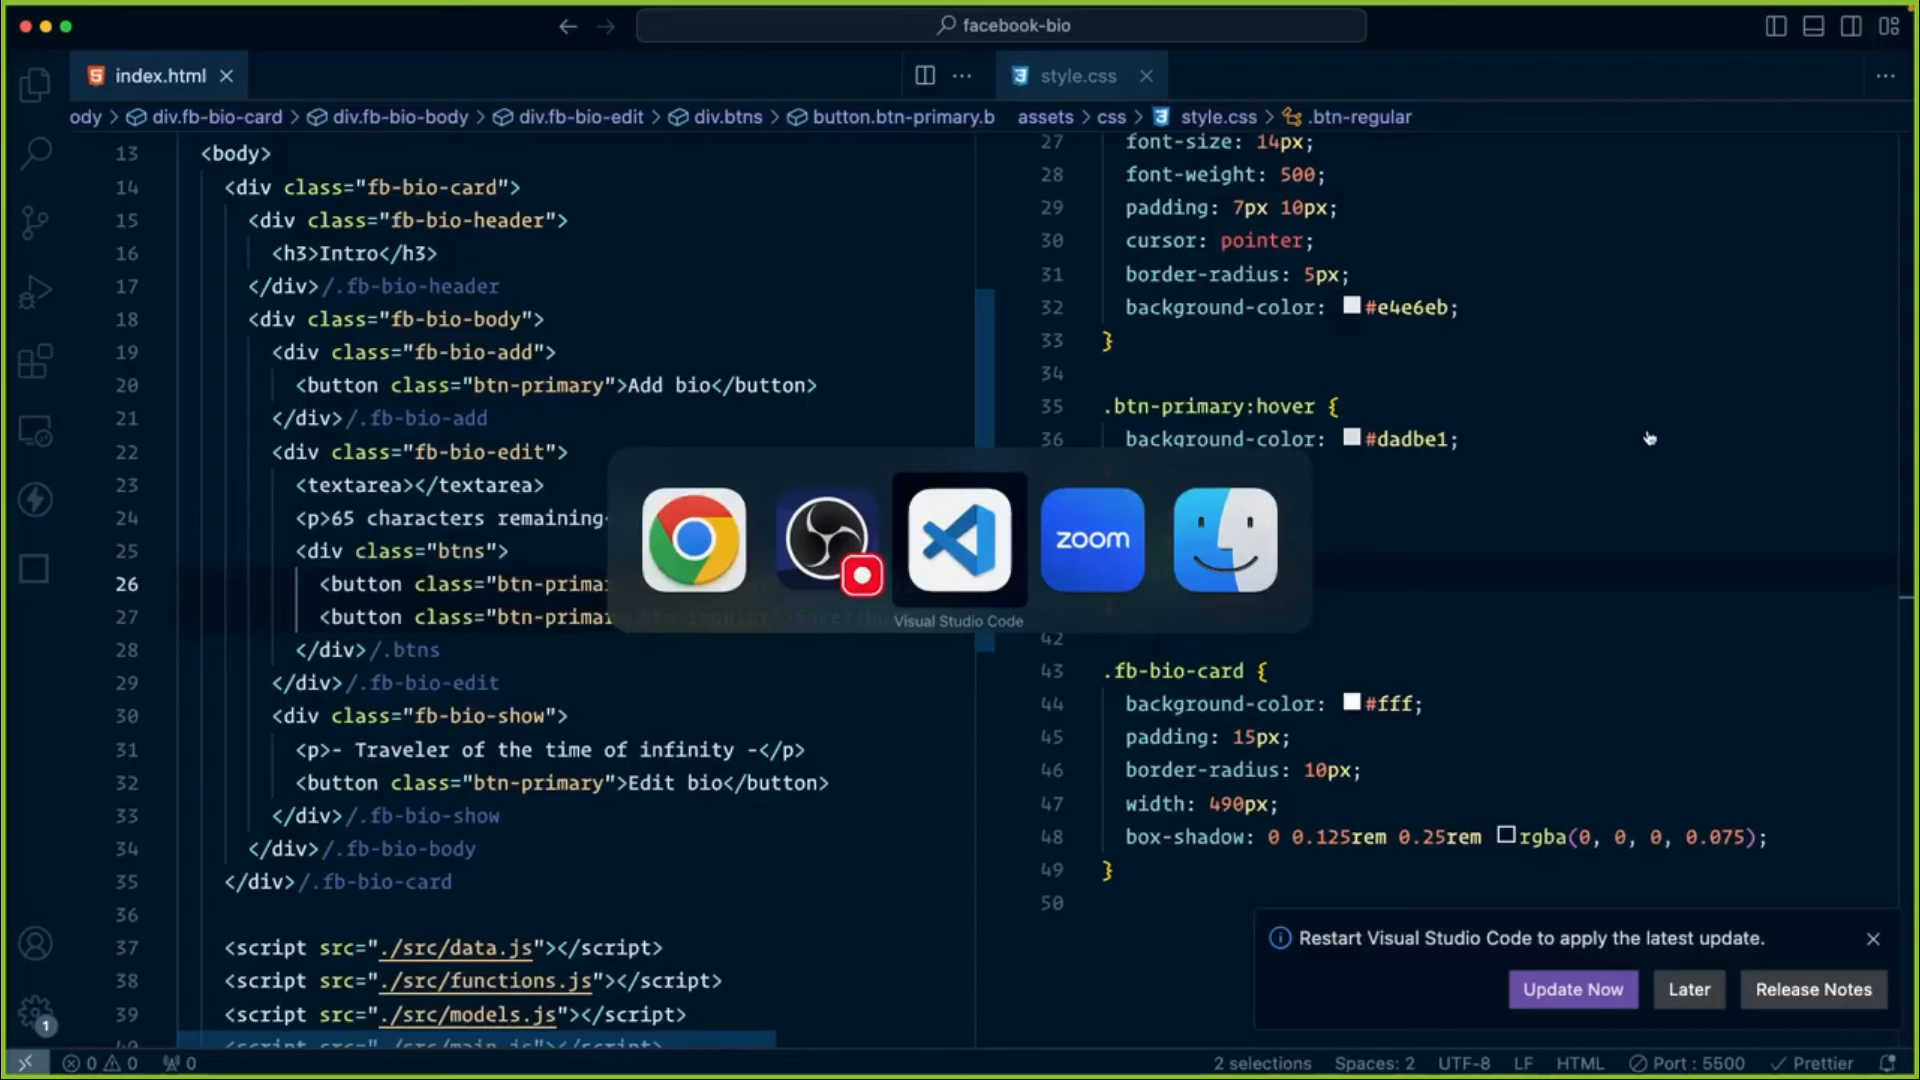 facebook-bio
index.html
style.css
ody > div.fb-bio-card > div.fb-bio-body > div.fb-bio-edit > div.btns > button.btn-primary.b
assets > css > style.css > .btn-regular
13 <body>
14 <div class="fb-bio-card">
15 <div class="fb-bio-header">
16 <h3>Intro</h3>
17 </div>/.fb-bio-header
18 <div class="fb-bio-body">
19 <div class="fb-bio-add">
20 <button class="btn-primary">Add bio</button>
21 </div>/.fb-bio-add
22 <div class="fb-bio-edit">
23 <textarea></textarea>
24 <p>65 characters remaining
25 <div class="btns">
26 <button class="btn-primar
27 <button class="btn-primar
28 </div>/.btns
29 </div>/.fb-bio-edit
30 <div class="fb-bio-show">
31 <p>- Traveler of the time of infinity -</p>
32 <button class="btn-primary">Edit bio</button>
33 </div>/.fb-bio-show
34 </div>/.fb-bio-body
35 </div>/.fb-bio-card
36
37 <script src="./src/data.js"></script>
38 <script src="./src/functions.js"></script>
39 <script src="./src/models.js"></script>
40 <script src="./src/main.js"></script>
27 font-size: 14px;
28 font-weight: 500;
29 padding: 7px 10px;
30 cursor: pointer;
31 border-radius: 5px;
32 background-color: #e4e6eb;
33 }
34
35 .btn-primary:hover {
36 background-color: #dadbe1;
42
43 .fb-bio-card {
44 background-color: #fff;
45 padding: 15px;
46 border-radius: 10px;
47 width: 490px;
48 box-shadow: 0 0.125rem 0.25rem rgba(0, 0, 0, 0.075);
49 }
50
zoom
Visual Studio Code
Restart Visual Studio Code to apply the latest update.
Update Now
Later
Release Notes
1
0 0 0
2 selections
Spaces: 2
UTF-8
LF
HTML
Port : 5500
Prettier